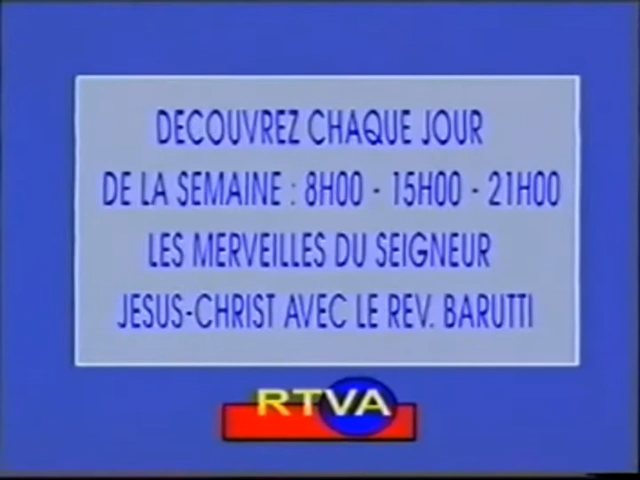 DECOUVREZ CHAQUE JOUR
DE LA SEMAINE : 8H00 - 15H00 - 21H00
LES MERVEILLES DU SEIGNEUR
JESUS-CHRIST AVEC LE REV. BARUTTI
RTVA